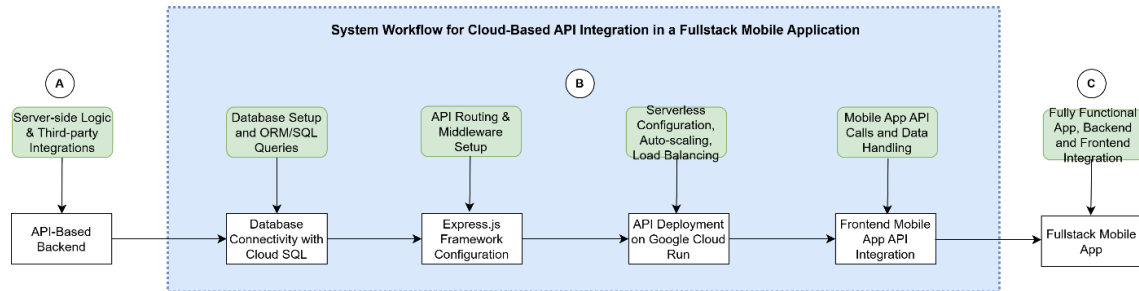 System Workflow for Cloud-Based API Integration in a Fullstack Mobile Application
A
B
C
Server-side Logic
& Third-party
Integrations
Database Setup
and ORM/SQL
Queries
API Routing &
Middleware
Setup
Serverless
Configuration,
Auto-scaling,
Load Balancing
Mobile App API
Calls and Data
Handling
Fully Functional
App, Backend
and Frontend
Integration
API-Based
Backend
Database
Connectivity with
Cloud SQL
Express.js
Framework
Configuration
API Deployment
on Google Cloud
Run
Frontend Mobile
App API
Integration
Fullstack Mobile
App